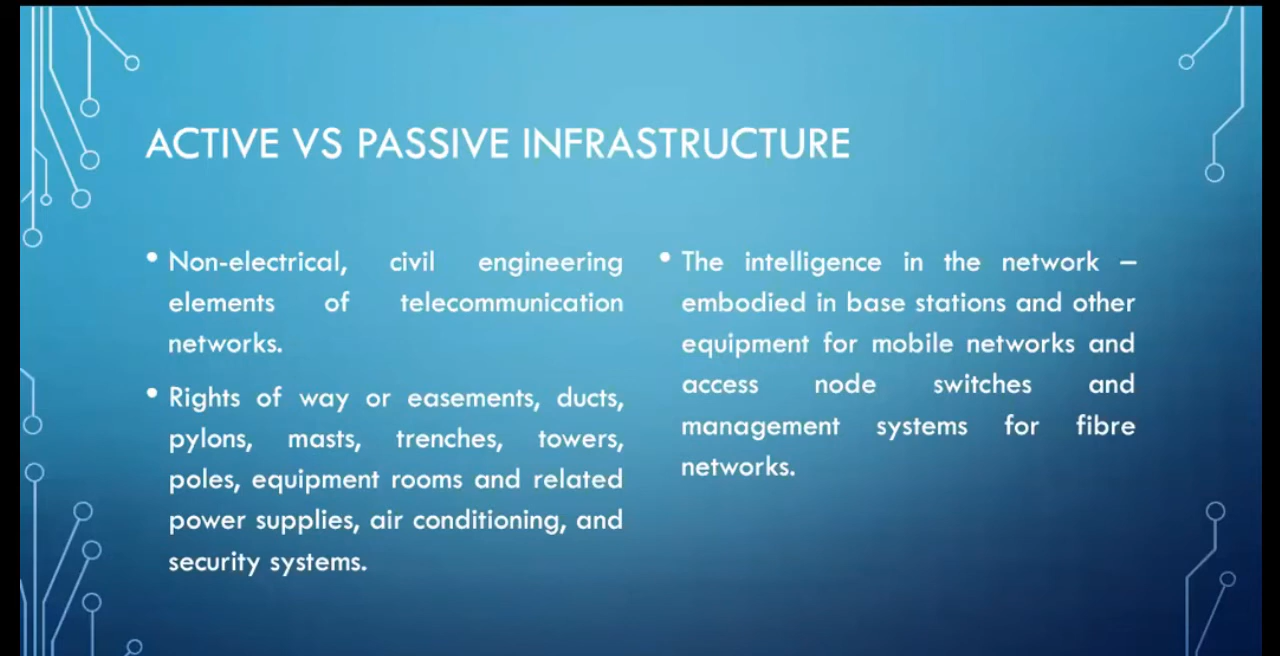 ACTIVE VS PASSIVE INFRASTRUCTURE
• Non-electrical, civil engineering
elements of telecommunication
networks.
• Rights of way or easements, ducts,
pylons, masts, trenches, towers,
poles, equipment rooms and related
power supplies, air conditioning, and
security systems.
• The intelligence in the network –
embodied in base stations and other
equipment for mobile networks and
access node switches and
management systems for fibre
networks.